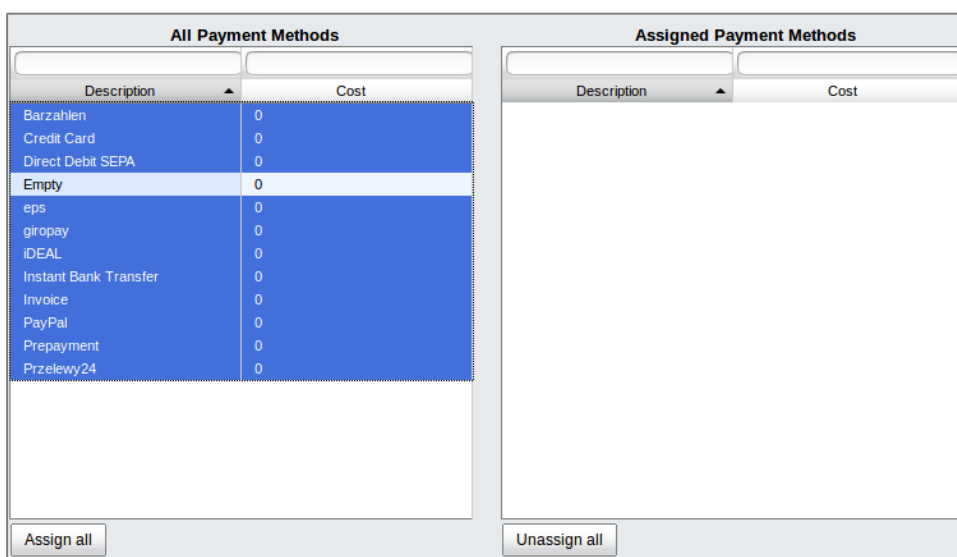 All Payment Methods Assigned Payment Methods
Description Cost Description Cost
Barzahlen 0
Credit Card 0
Direct Debit SEPA 0
Empty 0
eps 0
giropay 0
iDEAL 0
Instant Bank Transfer 0
Invoice 0
PayPal 0
Prepayment 0
Przelewy24 0
Assign all Unassign all